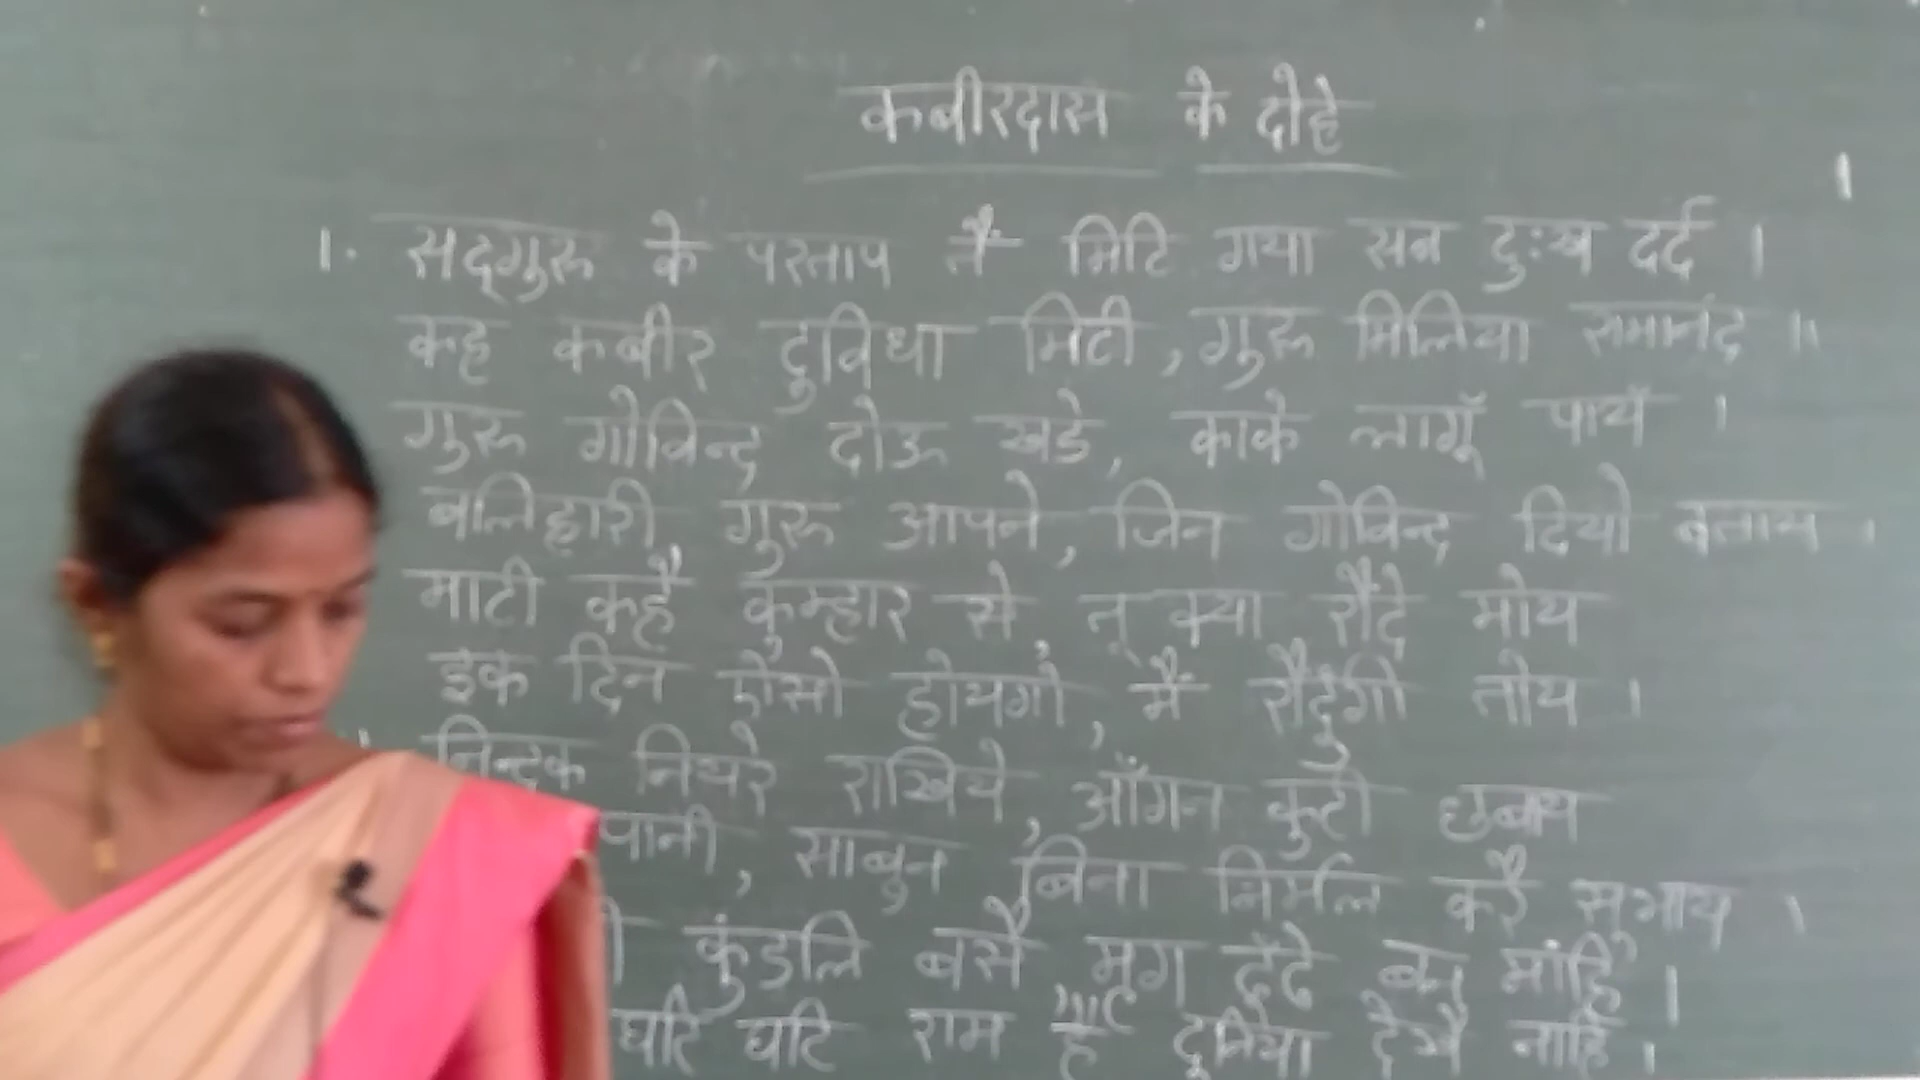 कबीरदास के दोहे
1. सद्गुरु के परताप तैं मिटि गया सब दुःख दर्द ।
कह कबीर दुविधा मिटी, गुरु मिलिया रामानंद ॥
गुरु गोविन्द दोऊ खडे, काके लागूँ पायँ ।
बलिहारी गुरु आपने, जिन गोविन्द दियो बताय ।
माटी कहै कुम्हार से, तू क्या रौंदे मोय
इक दिन ऐसो होयगो, मैं रौंदुंगी तोय ।
निन्दक नियरे राखिये, आँगन कुटी छबाय
पानी, साबुन बिना निर्मल करै सुभाय ।
कुंडलि बसै मृग ढूँढे बन मांहि ।
घटि घटि राम है दुनिया देखै नाहि ।